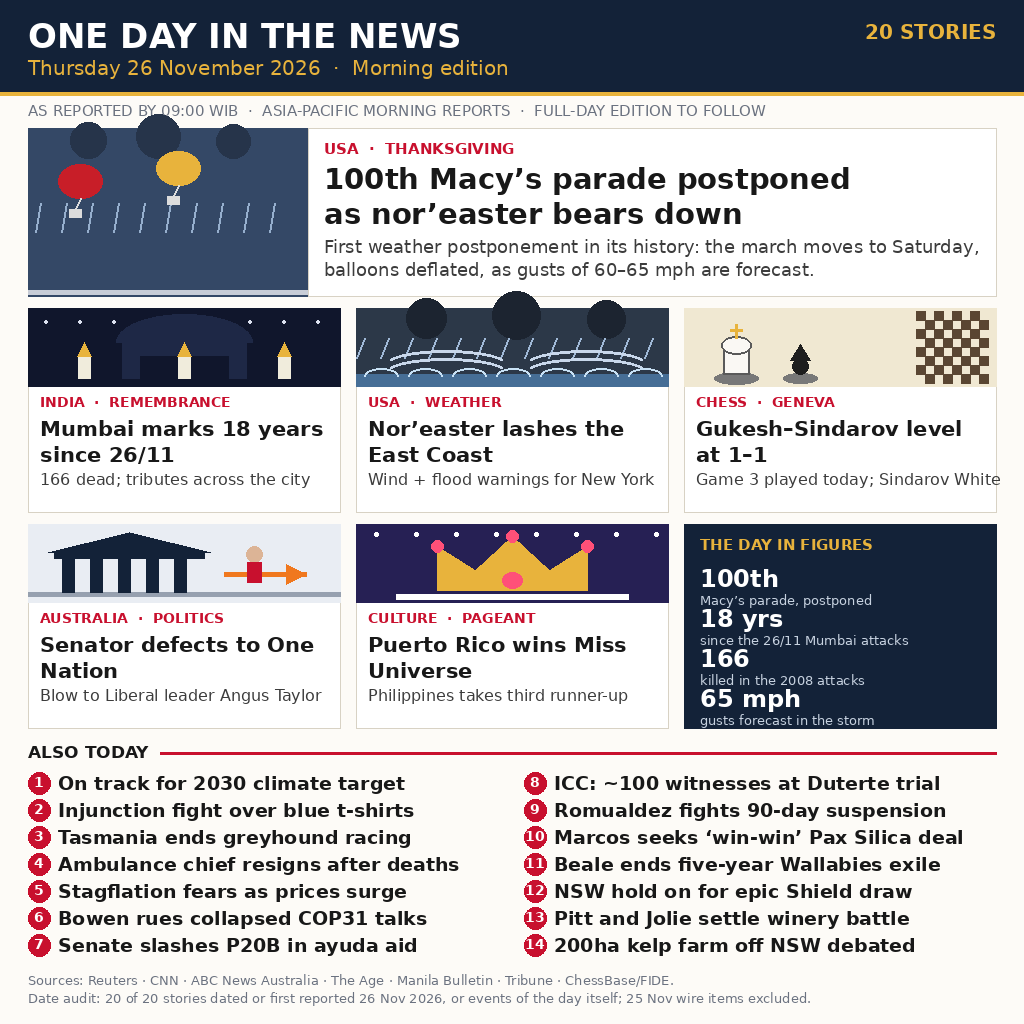 ONE DAY IN THE NEWS
20 STORIES
Thursday 26 November 2026 · Morning edition
AS REPORTED BY 09:00 WIB · ASIA-PACIFIC MORNING REPORTS · FULL-DAY EDITION TO FOLLOW
USA · THANKSGIVING
100th Macy’s parade postponed
as nor’easter bears down
First weather postponement in its history: the march moves to Saturday,
balloons deflated, as gusts of 60–65 mph are forecast.
INDIA · REMEMBRANCE
Mumbai marks 18 years
since 26/11
166 dead; tributes across the city
USA · WEATHER
Nor’easter lashes the
East Coast
Wind + flood warnings for New York
CHESS · GENEVA
Gukesh–Sindarov level
at 1–1
Game 3 played today; Sindarov White
AUSTRALIA · POLITICS
Senator defects to One
Nation
Blow to Liberal leader Angus Taylor
CULTURE · PAGEANT
Puerto Rico wins Miss
Universe
Philippines takes third runner-up
THE DAY IN FIGURES
100th
Macy’s parade, postponed
18 yrs
since the 26/11 Mumbai attacks
166
killed in the 2008 attacks
65 mph
gusts forecast in the storm
ALSO TODAY
1 On track for 2030 climate target
2 Injunction fight over blue t-shirts
3 Tasmania ends greyhound racing
4 Ambulance chief resigns after deaths
5 Stagflation fears as prices surge
6 Bowen rues collapsed COP31 talks
7 Senate slashes P20B in ayuda aid
8 ICC: ~100 witnesses at Duterte trial
9 Romualdez fights 90-day suspension
10 Marcos seeks ‘win-win’ Pax Silica deal
11 Beale ends five-year Wallabies exile
12 NSW hold on for epic Shield draw
13 Pitt and Jolie settle winery battle
14 200ha kelp farm off NSW debated
Sources: Reuters · CNN · ABC News Australia · The Age · Manila Bulletin · Tribune · ChessBase/FIDE.
Date audit: 20 of 20 stories dated or first reported 26 Nov 2026, or events of the day itself; 25 Nov wire items excluded.